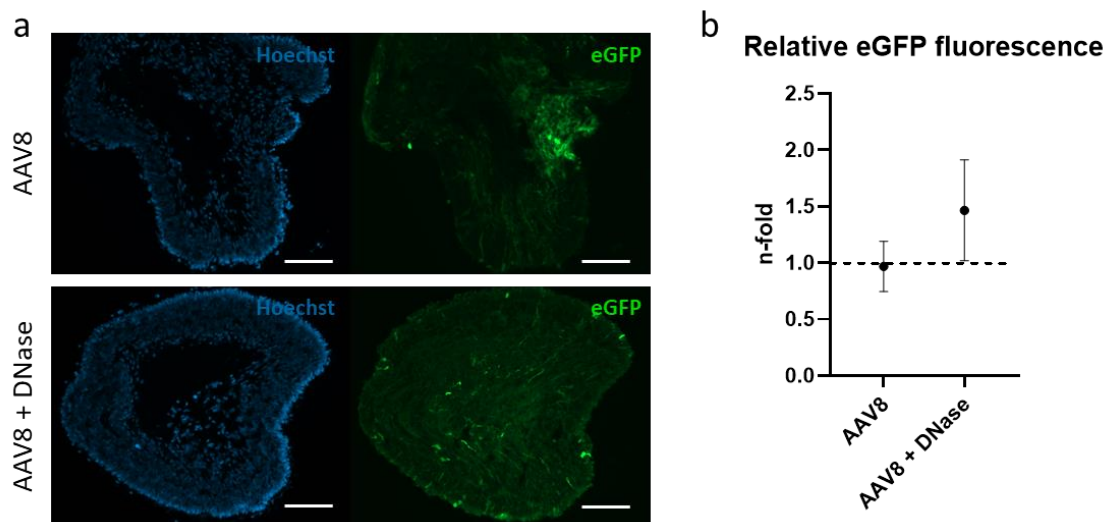 a
Hoechst
eGFP
AAV8
Hoechst
eGFP
AAV8 + DNase
b
Relative eGFP fluorescence
n-fold
2.5
2.0
1.5
1.0
0.5
0.0
AAV8
AAV8 + DNase